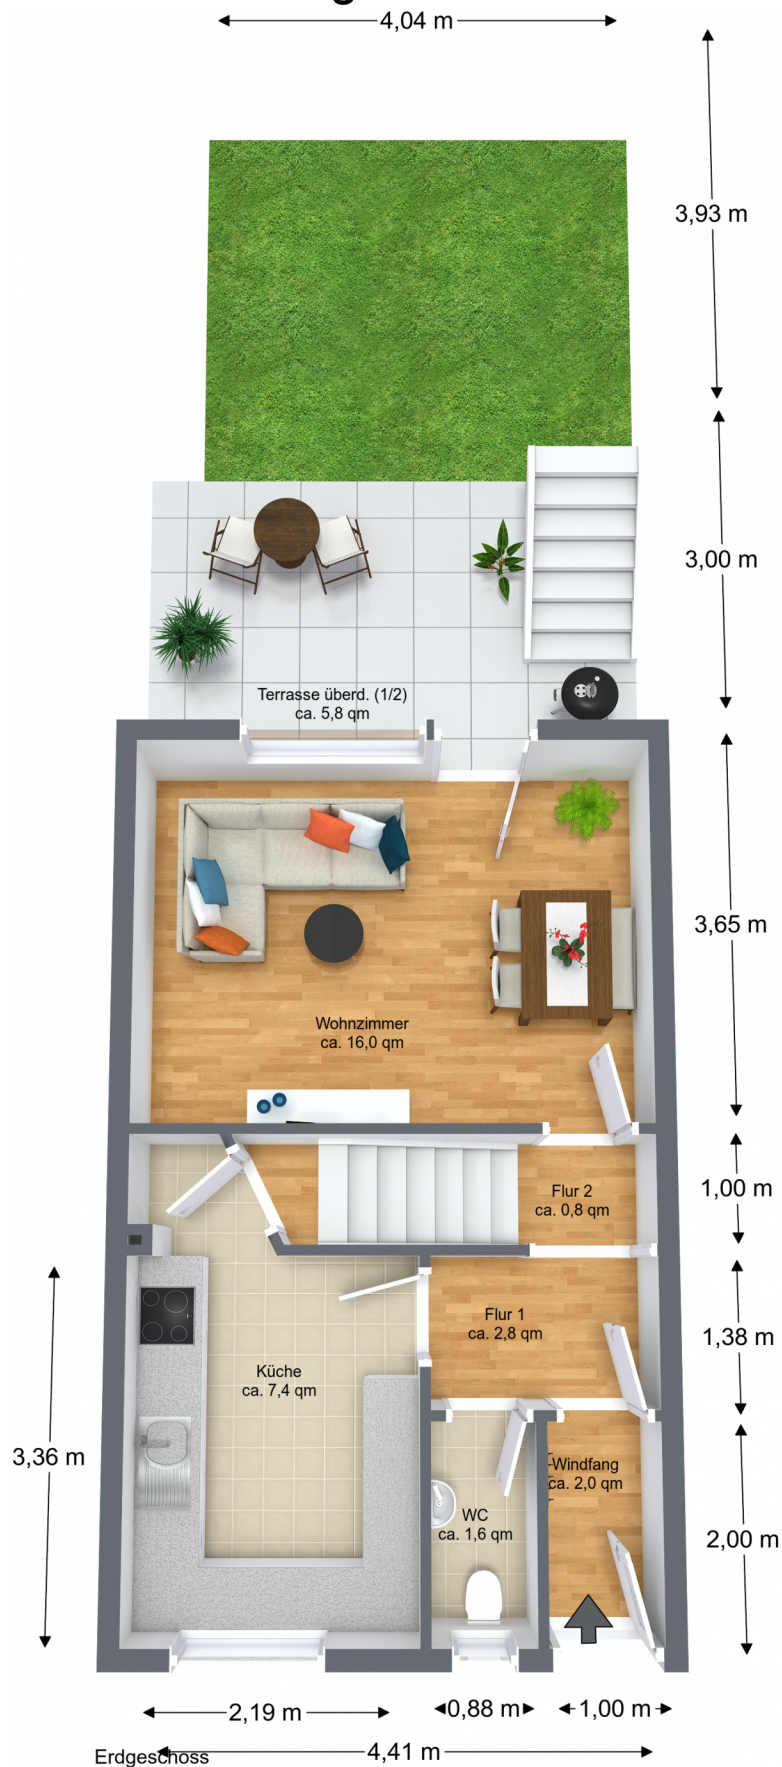 4,04 m
3,93 m
3,00 m
Terrasse überd. (1/2)
ca. 5,8 qm
3,65 m
Wohnzimmer
ca. 16,0 qm
1,00 m
Flur 2
ca. 0,8 qm
Flur 1
ca. 2,8 qm
1,38 m
Küche
ca. 7,4 qm
3,36 m
Windfang
ca. 2,0 qm
WC
ca. 1,6 qm
2,00 m
2,19 m
0,88 m
1,00 m
4,41 m
Erdgeschoss